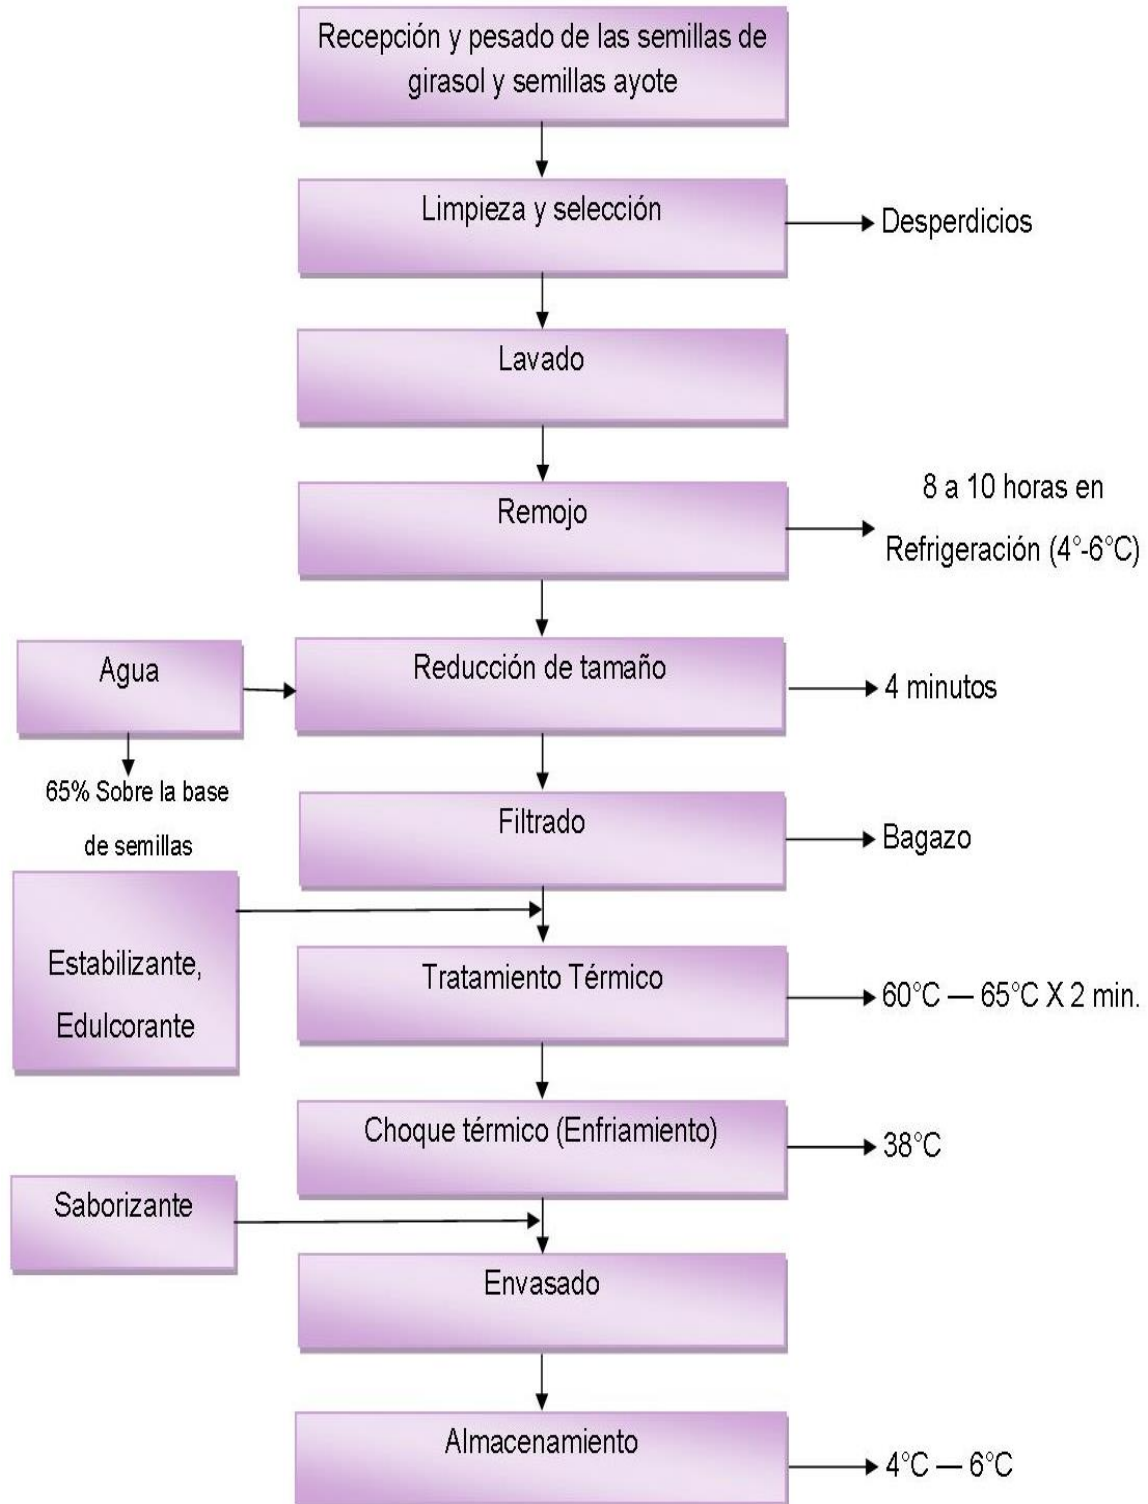 Recepción y pesado de las semillas de
girasol y semillas ayote
Limpieza y selección
Desperdicios
Lavado
Remojo
8 a 10 horas en
Refrigeración (4°-6°C)
Agua
65% Sobre la base
de semillas
Reducción de tamaño
4 minutos
Filtrado
Bagazo
Estabilizante,
Edulcorante
Tratamiento Térmico
60°C — 65°C X 2 min.
Choque térmico (Enfriamiento)
38°C
Saborizante
Envasado
Almacenamiento
4°C — 6°C